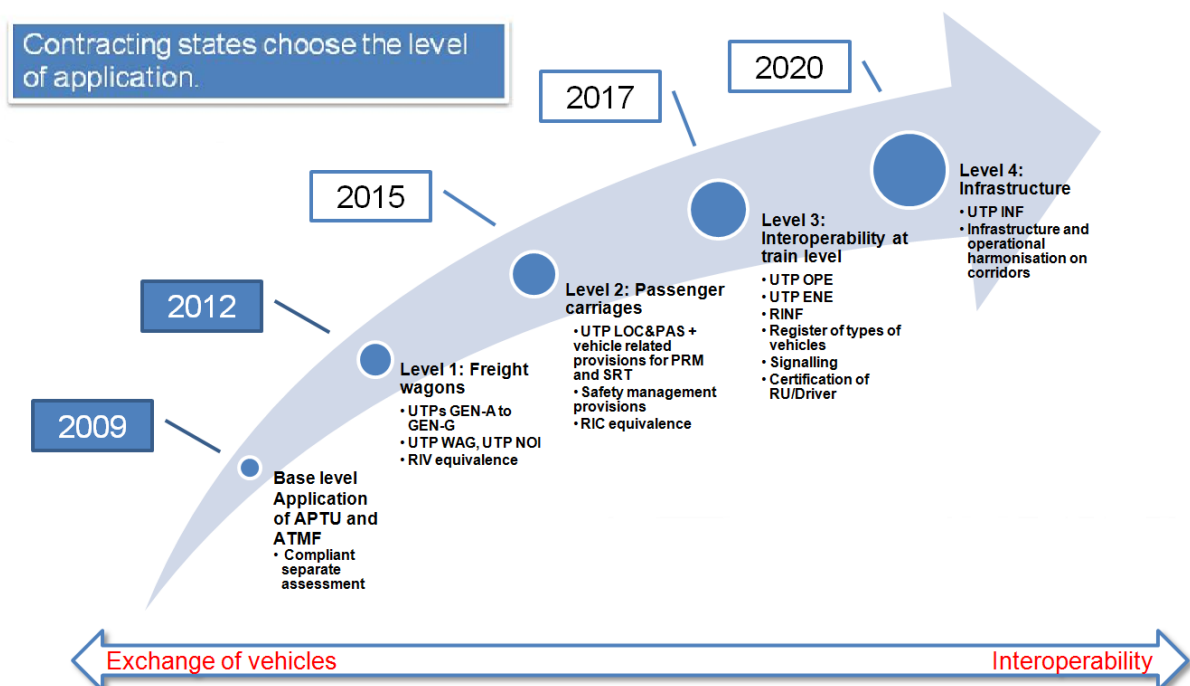 Contracting states choose the level
of application.
2009
Base level
Application
of APTU and
ATMF
• Compliant
separate
assessment
2012
Level 1: Freight
wagons
• UTPs GEN-A to
GEN-G
• UTP WAG, UTP NOI
• RIV equivalence
2015
Level 2: Passenger
carriages
• UTP LOC&PAS +
vehicle related
provisions for PRM
and SRT
• Safety management
provisions
• RIC equivalence
2017
Level 3:
Interoperability at
train level
• UTP OPE
• UTP ENE
• RINF
• Register of types of
vehicles
• Signalling
• Certification of
RU/Driver
2020
Level 4:
Infrastructure
• UTP INF
• Infrastructure and
operational
harmonisation on
corridors
Exchange of vehicles
Interoperability